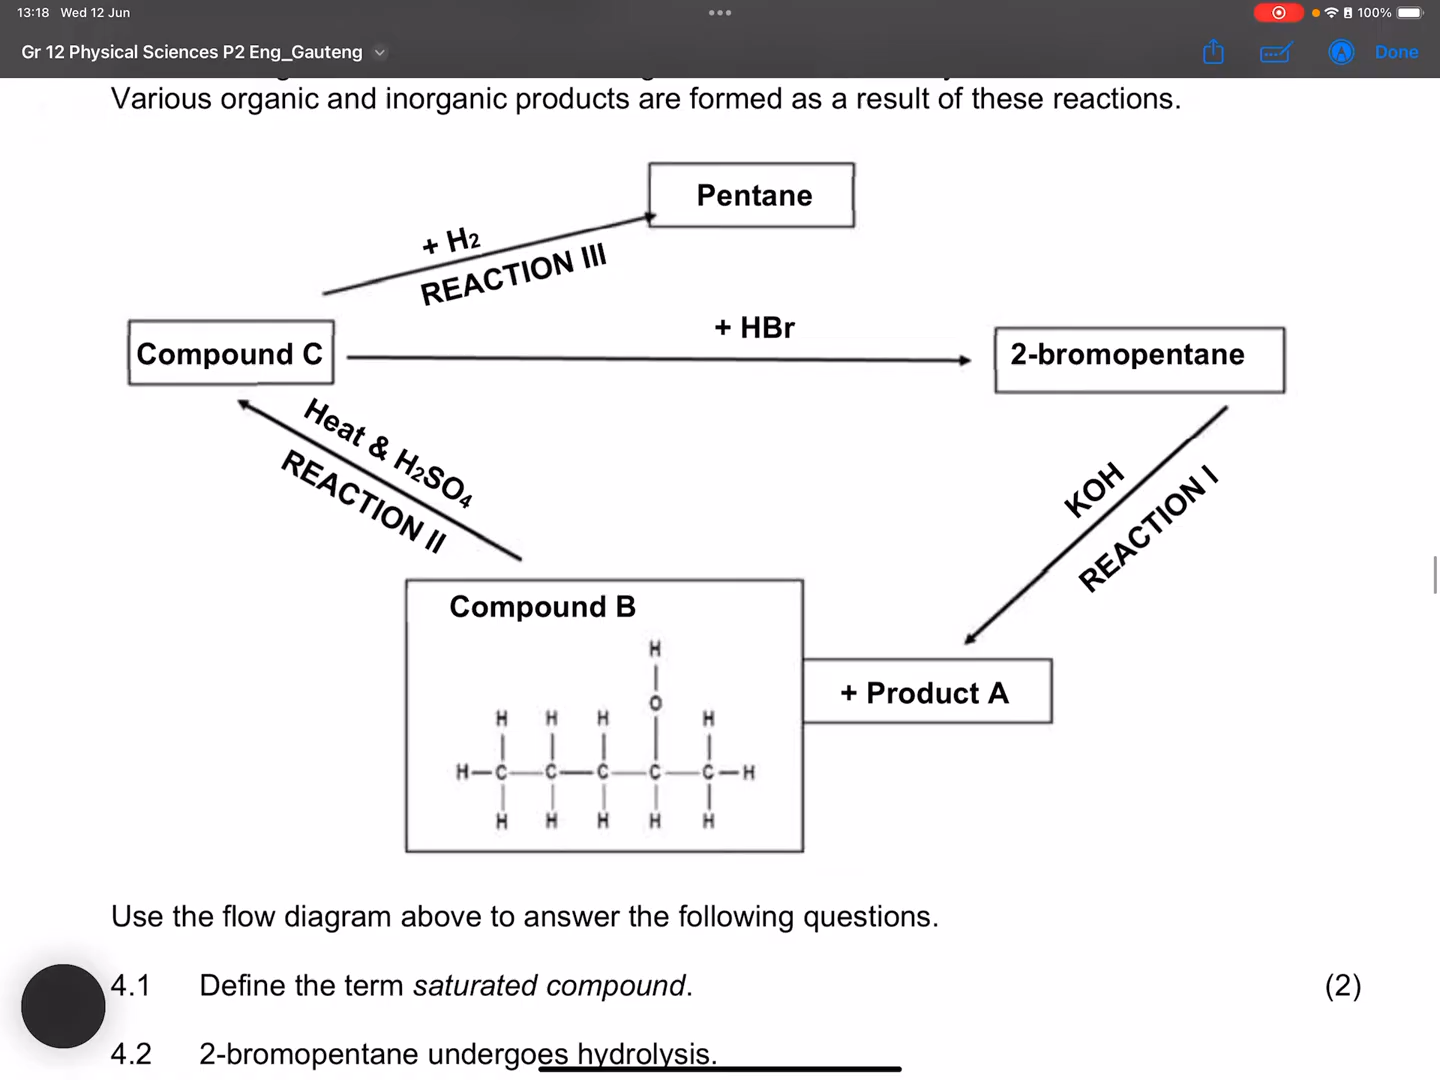 13:18 Wed 12 Jun
100%
Gr 12 Physical Sciences P2 Eng_Gauteng
Done
Various organic and inorganic products are formed as a result of these reactions.
Pentane
+ H₂
REACTION III
+ HBr
Compound C
2-bromopentane
Heat & H₂SO₄
REACTION II
KOH
REACTION I
Compound B
H
O
H H H H
H C C C C C H
H H H H H
+ Product A
Use the flow diagram above to answer the following questions.
4.1 Define the term saturated compound. (2)
4.2 2-bromopentane undergoes hydrolysis.